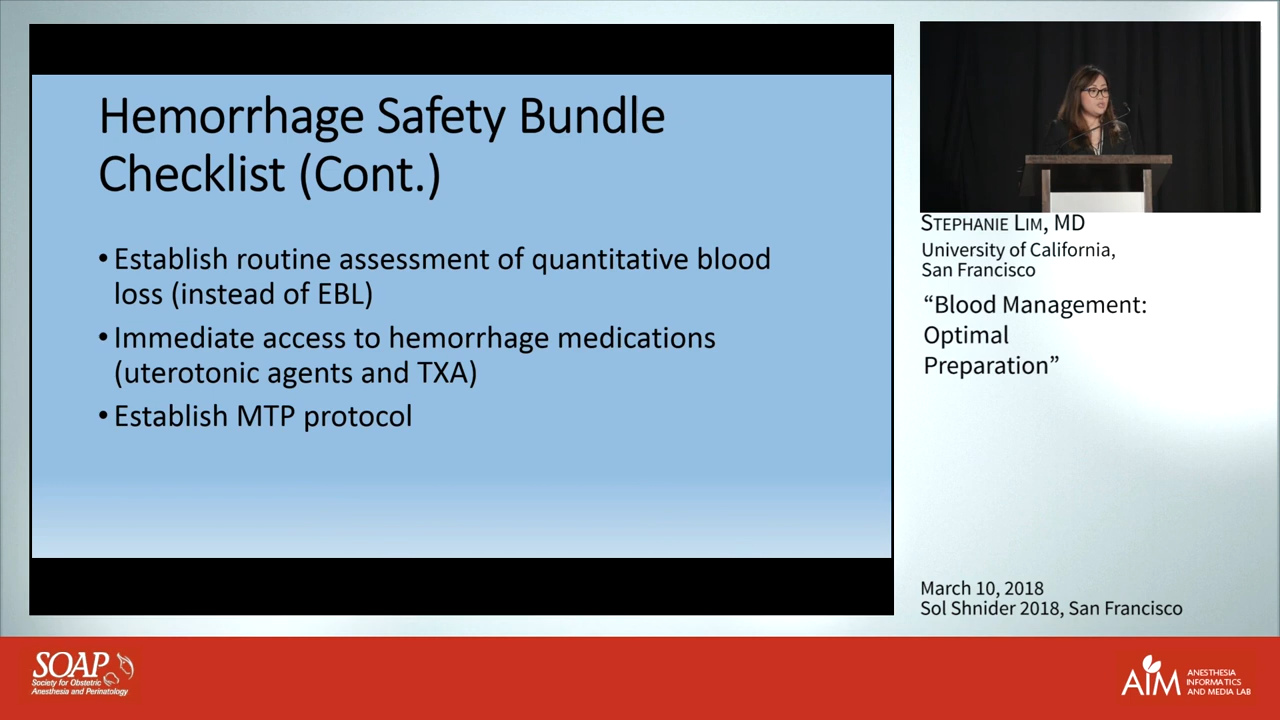 Hemorrhage Safety Bundle
Checklist (Cont.)
• Establish routine assessment of quantitative blood
loss (instead of EBL)
• Immediate access to hemorrhage medications
(uterotonic agents and TXA)
• Establish MTP protocol
STEPHANIE LIM, MD
University of California,
San Francisco
“Blood Management:
Optimal
Preparation”
March 10, 2018
Sol Shnider 2018, San Francisco
SOAP
Society for Obstetric
Anesthesia and Perinatology
AIM
ANESTHESIA
INFORMATICS
AND MEDIA LAB